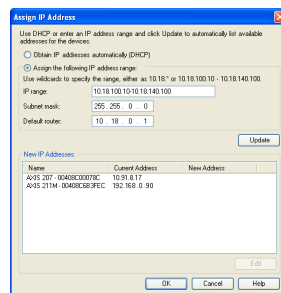 Assign IP Address
Use DHCP or enter an IP address range and click Update to automatically list available
addresses for the devices.
Obtain IP addresses automatically (DHCP)
Assign the following IP address range:
Use wildcards to specify the range, either as 10.18.* or 10.18.100.10 - 10.18.140.100.
IP range: 10.18.100.10-10.18.140.100
Subnet mask: 255. 255. 0 . 0
Default router: 10 . 18 . 0 . 1
Update
New IP Addresses:
Name Current Address New Address
AXIS 207 - 00408C00078C 10.91.8.17
AXIS 211M - 00408C6B3FEC 192.168.0.90
Edit
OK Cancel Help